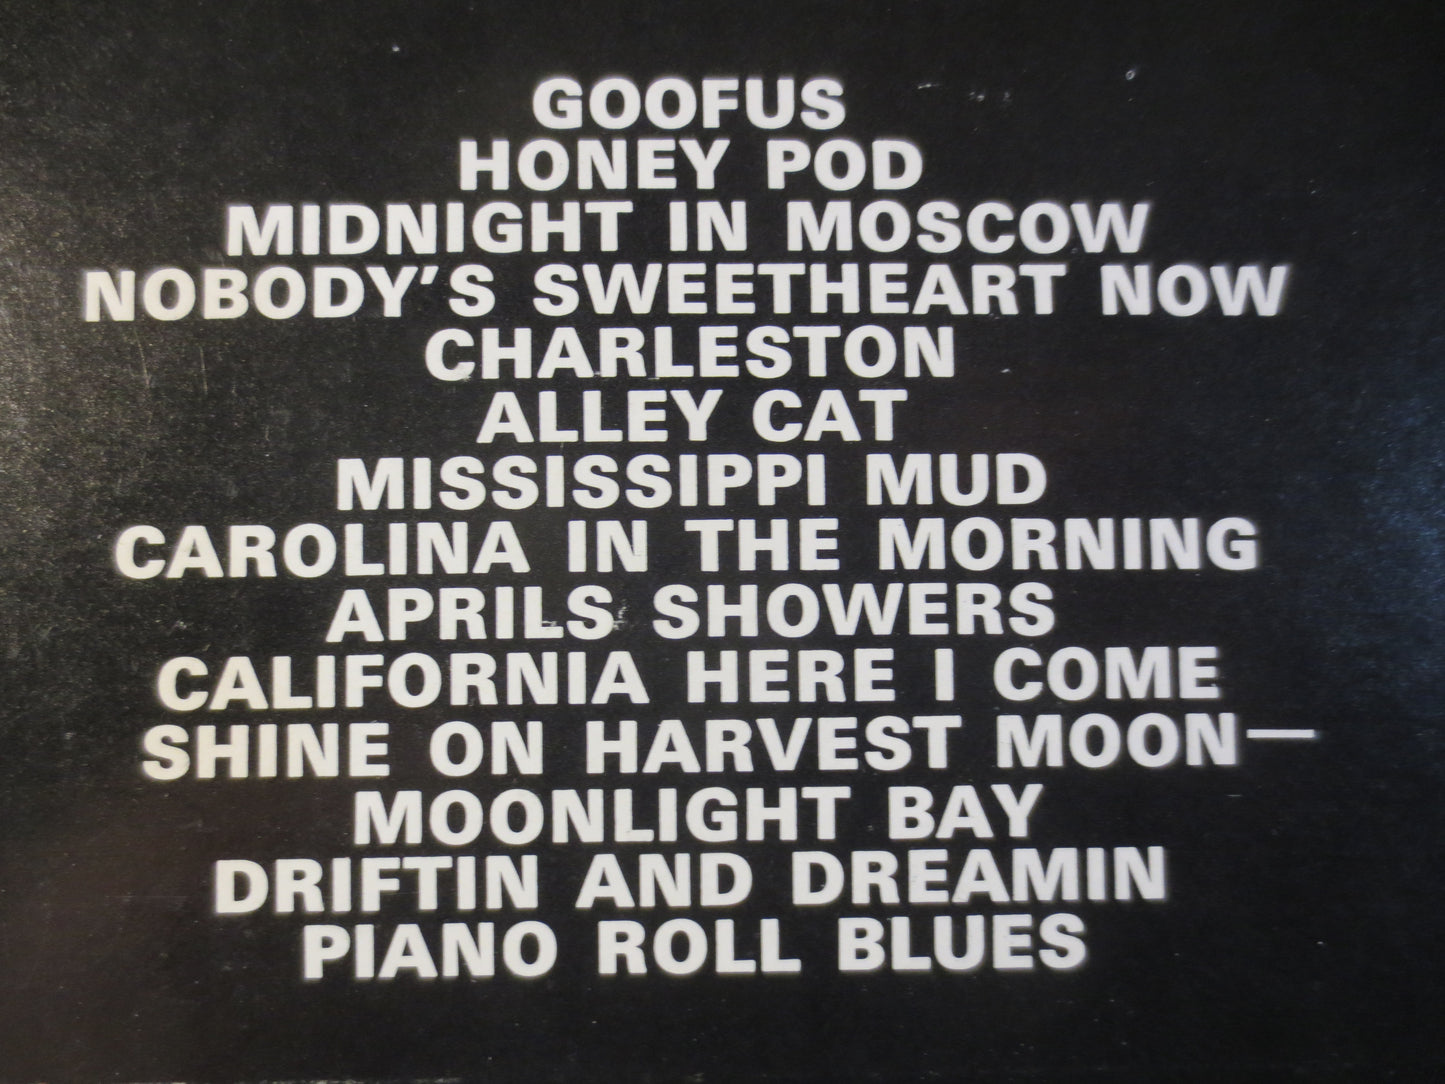 GOOFUS
HONEY POD
MIDNIGHT IN MOSCOW
NOBODY'S SWEETHEART NOW
CHARLESTON
ALLEY CAT
MISSISSIPPI MUD
CAROLINA IN THE MORNING
APRILS SHOWERS
CALIFORNIA HERE I COME
SHINE ON HARVEST MOON—
MOONLIGHT BAY
DRIFTIN AND DREAMIN
PIANO ROLL BLUES